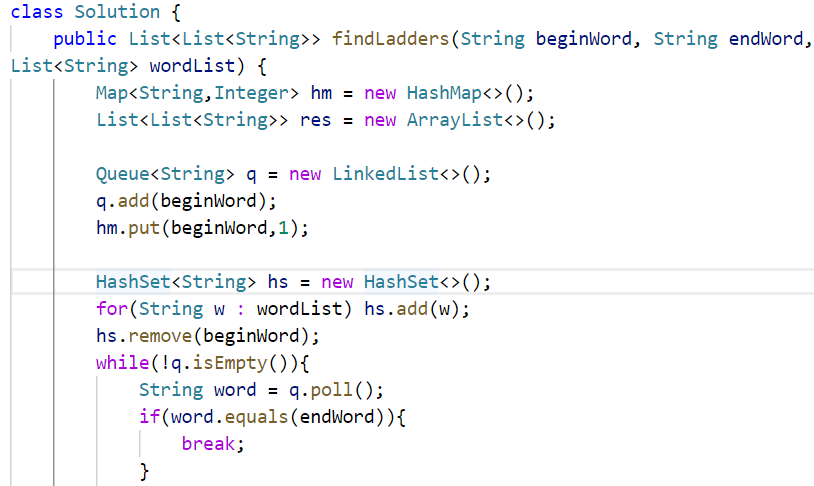 class Solution {
    public List<List<String>> findLadders(String beginWord, String endWord,
List<String> wordList) {
        Map<String,Integer> hm = new HashMap<>();
        List<List<String>> res = new ArrayList<>();

        Queue<String> q = new LinkedList<>();
        q.add(beginWord);
        hm.put(beginWord,1);

        HashSet<String> hs = new HashSet<>();
        for(String w : wordList) hs.add(w);
        hs.remove(beginWord);
        while(!q.isEmpty()){
            String word = q.poll();
            if(word.equals(endWord)){
                break;
            }